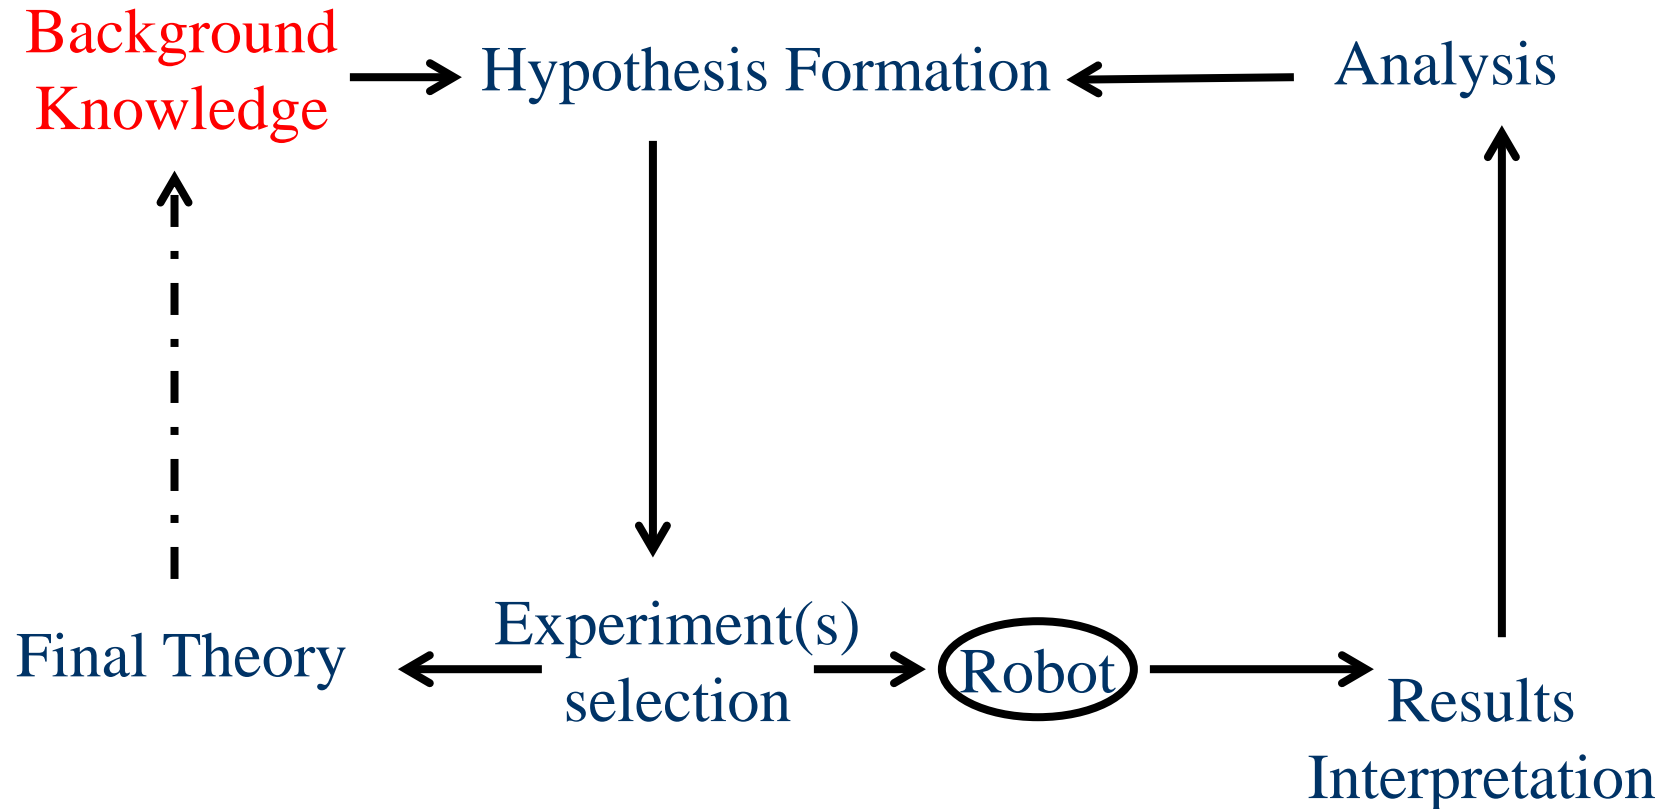 Background
Knowledge
Hypothesis Formation
Analysis
Final Theory
Experiment(s)
selection
Robot
Results
Interpretation